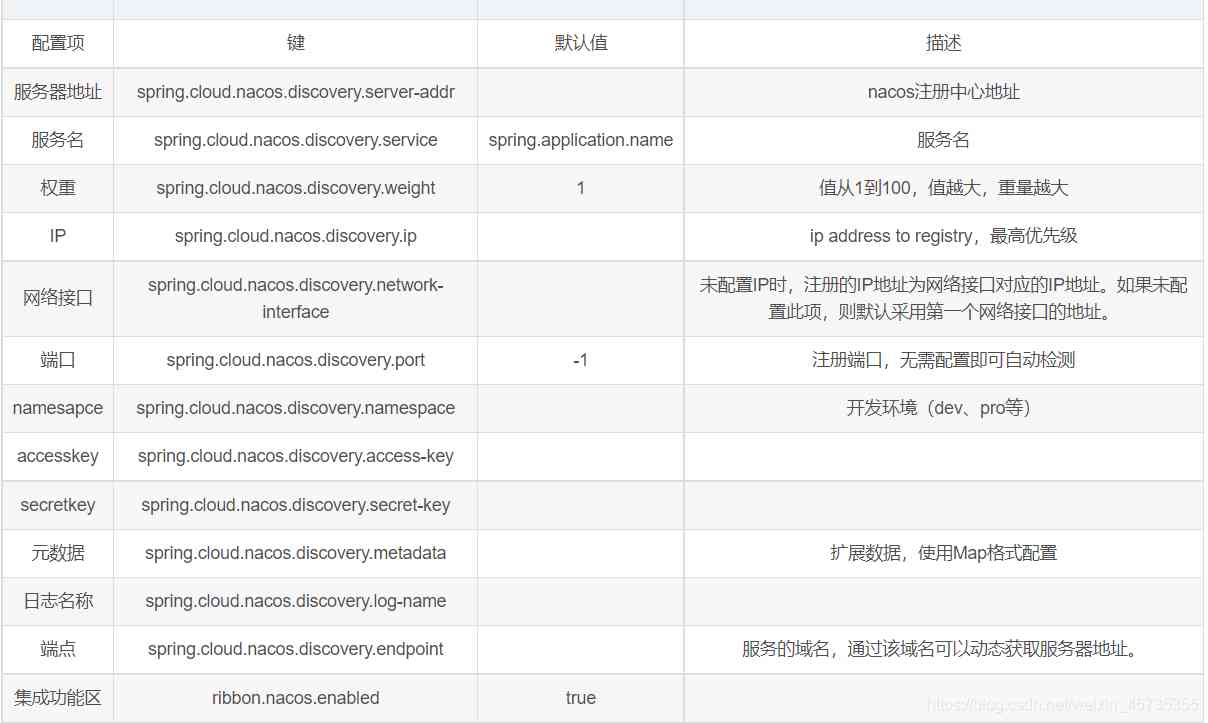 配置项 键 默认值 描述
服务器地址 spring.cloud.nacos.discovery.server-addr nacos注册中心地址
服务名 spring.cloud.nacos.discovery.service spring.application.name 服务名
权重 spring.cloud.nacos.discovery.weight 1 值从1到100，值越大，重量越大
IP spring.cloud.nacos.discovery.ip ip address to registry，最高优先级
网络接口 spring.cloud.nacos.discovery.network-
interface 未配置IP时，注册的IP地址为网络接口对应的IP地址。如果未配
置此项，则默认采用第一个网络接口的地址。
端口 spring.cloud.nacos.discovery.port -1 注册端口，无需配置即可自动检测
namesapce spring.cloud.nacos.discovery.namespace 开发环境（dev、pro等）
accesskey spring.cloud.nacos.discovery.access-key
secretkey spring.cloud.nacos.discovery.secret-key
元数据 spring.cloud.nacos.discovery.metadata 扩展数据，使用Map格式配置
日志名称 spring.cloud.nacos.discovery.log-name
端点 spring.cloud.nacos.discovery.endpoint 服务的域名，通过该域名可以动态获取服务器地址。
集成功能区 ribbon.nacos.enabled true
https://blog.csdn.net/weixin_45735355